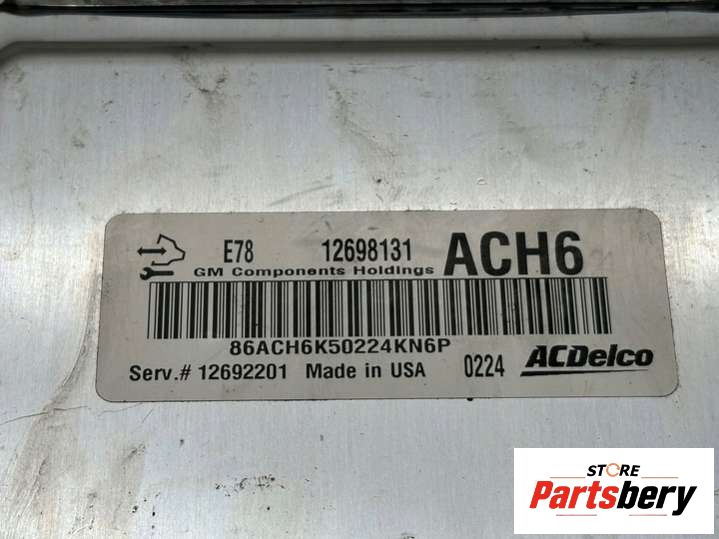 E78 12698131 ACH6
GM Components Holdings
86ACH6K50224KN6P
Serv.# 12692201 Made in USA 0224 ACDelco
STORE
Partsbery